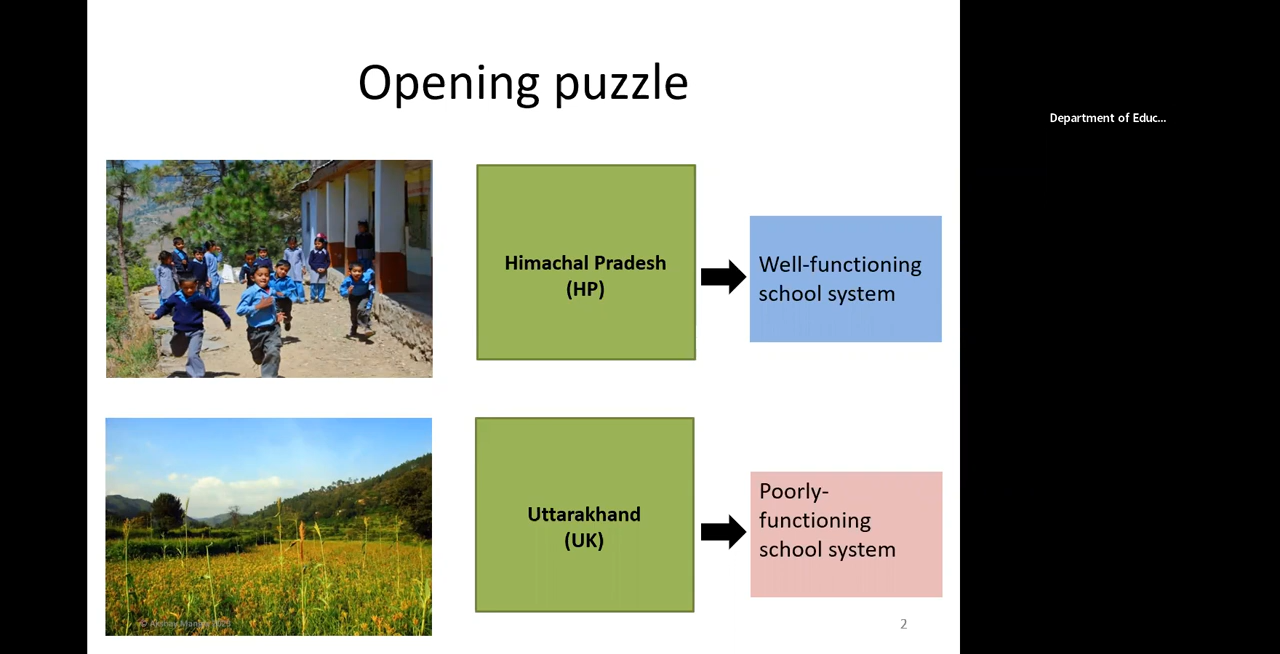 Opening puzzle
Department of Educ...
Himachal Pradesh
(HP)
Well-functioning
school system
Uttarakhand
(UK)
Poorly-
functioning
school system
2